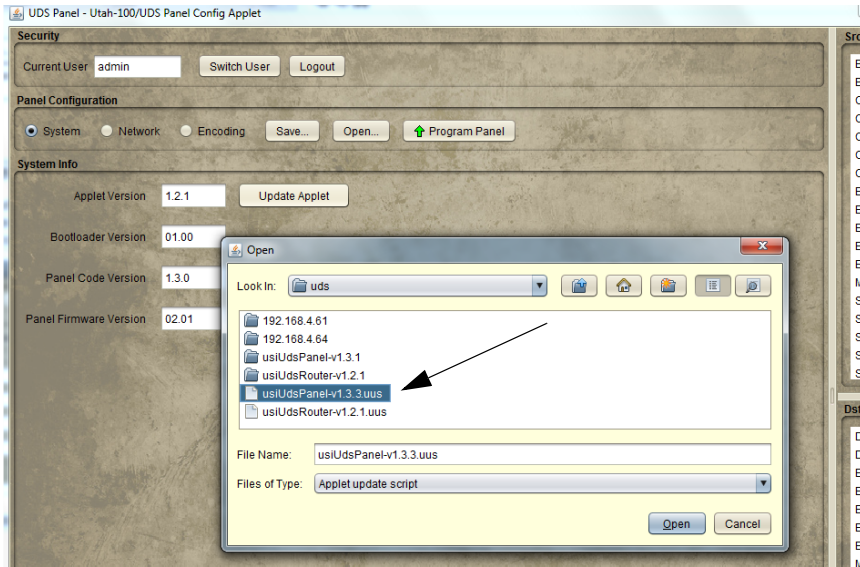 UDS Panel - Utah-100/UDS Panel Config Applet
Security
Current User admin Switch User Logout
Panel Configuration
System Network Encoding Save... Open... Program Panel
System Info
Applet Version 1.2.1 Update Applet
Bootloader Version 01.00
Panel Code Version 1.3.0
Panel Firmware Version 02.01
Open
Look In: uds
192.168.4.61
192.168.4.64
usiUdsPanel-v1.3.1
usiUdsRouter-v1.2.1
usiUdsPanel-v1.3.3.uus
usiUdsRouter-v1.2.1.uus
File Name: usiUdsPanel-v1.3.3.uus
Files of Type: Applet update script
Open Cancel
Src
Dst